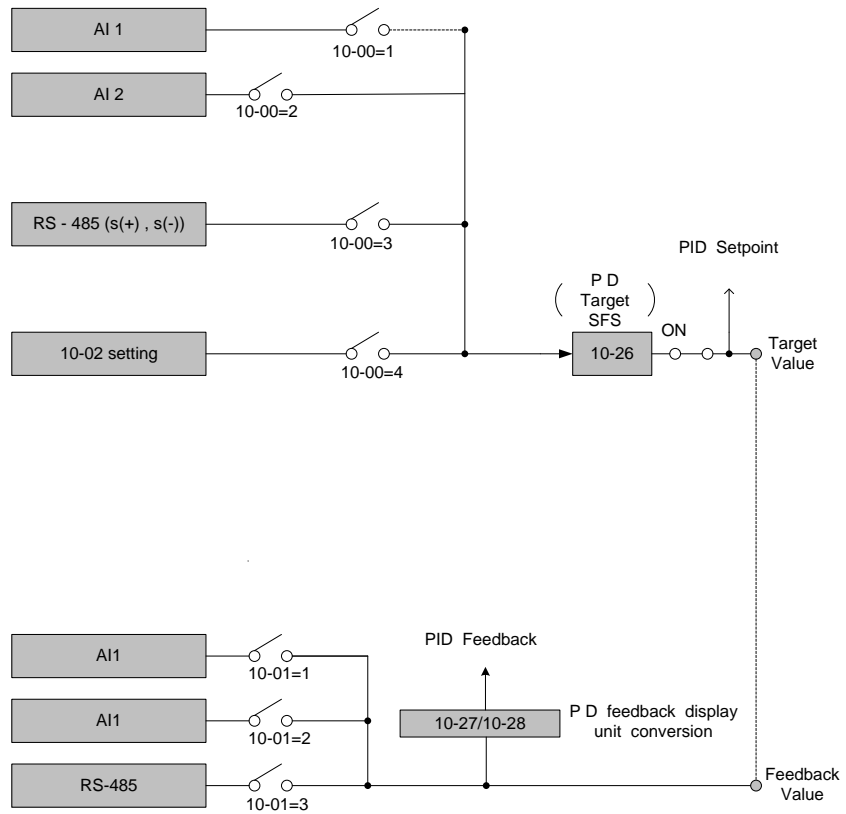 AI 1
10-00=1
AI 2
10-00=2
RS - 485 (s(+) , s(-))
10-00=3
PID Setpoint
( P D
Target
SFS )
10-02 setting
10-00=4
10-26
ON
Target
Value
AI1
10-01=1
PID Feedback
AI1
10-01=2
10-27/10-28
P D feedback display
unit conversion
RS-485
10-01=3
Feedback
Value